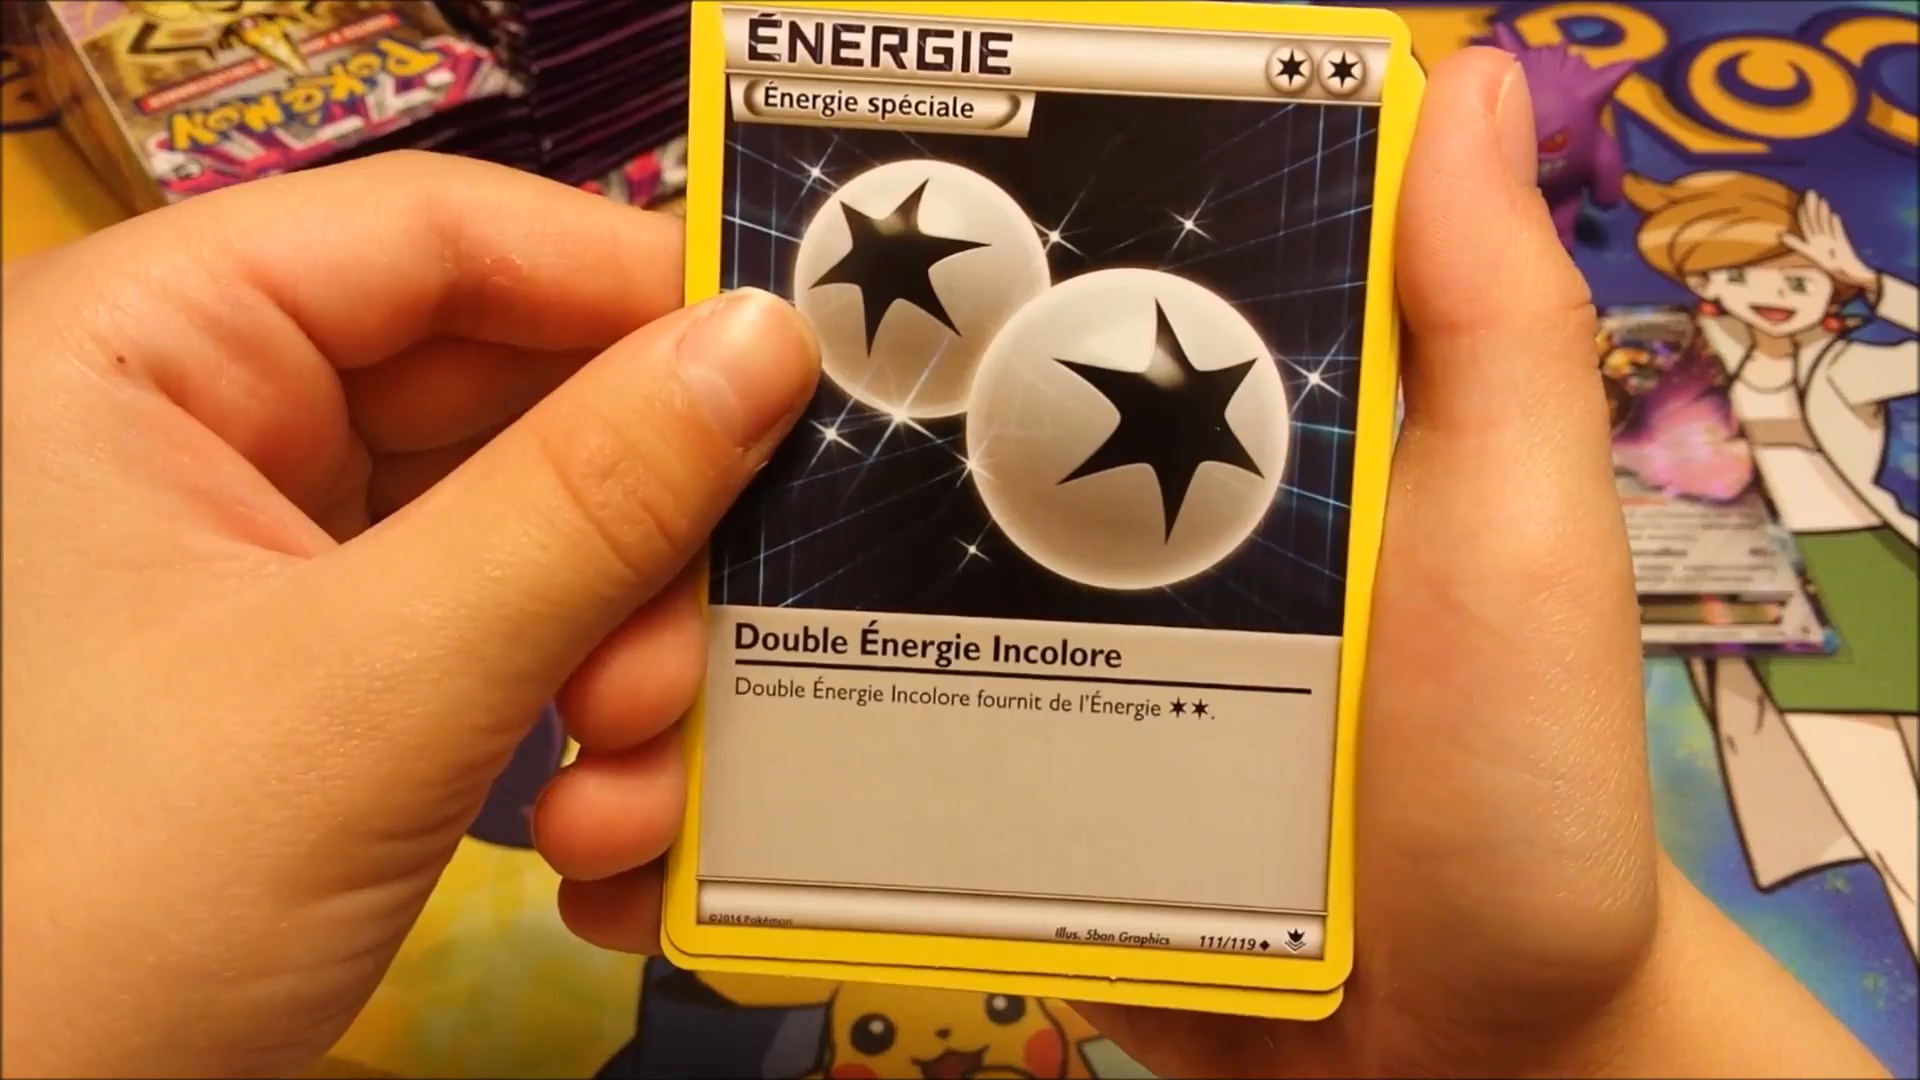 ÉNERGIE
Énergie spéciale
Double Énergie Incolore
Double Énergie Incolore fournit de l'Énergie ✶✶.
©2014 Pokémon
Illus. 5ban Graphics 111/119
POKÉMON